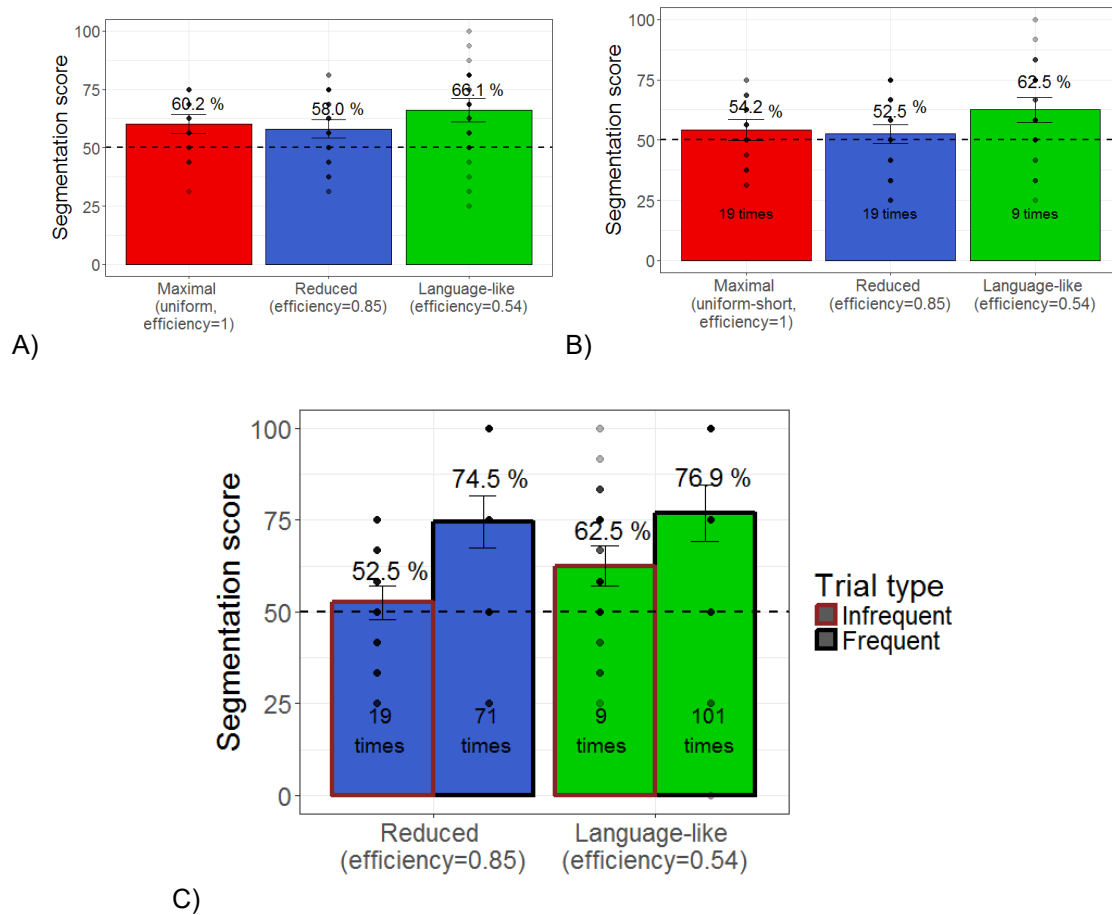 100
75
50
25
0
Segmentation score
60.2 %
58.0 %
66.1 %
Maximal
(uniform,
efficiency=1)
Reduced
(efficiency=0.85)
Language-like
(efficiency=0.54)
A)
100
75
50
25
0
Segmentation score
54.2 %
52.5 %
62.5 %
19 times
19 times
9 times
Maximal
(uniform-short,
efficiency=1)
Reduced
(efficiency=0.85)
Language-like
(efficiency=0.54)
B)
100
75
50
25
0
Segmentation score
52.5 %
74.5 %
62.5 %
76.9 %
19
times
71
times
9
times
101
times
Reduced
(efficiency=0.85)
Language-like
(efficiency=0.54)
Trial type
Infrequent
Frequent
C)